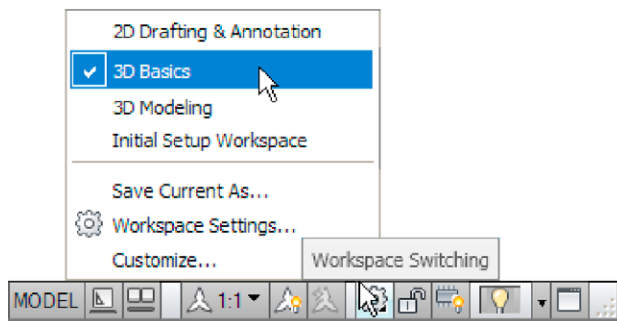 2D Drafting & Annotation
3D Basics
3D Modeling
Initial Setup Workspace
Save Current As...
Workspace Settings...
Customize...
Workspace Switching
MODEL 1:1